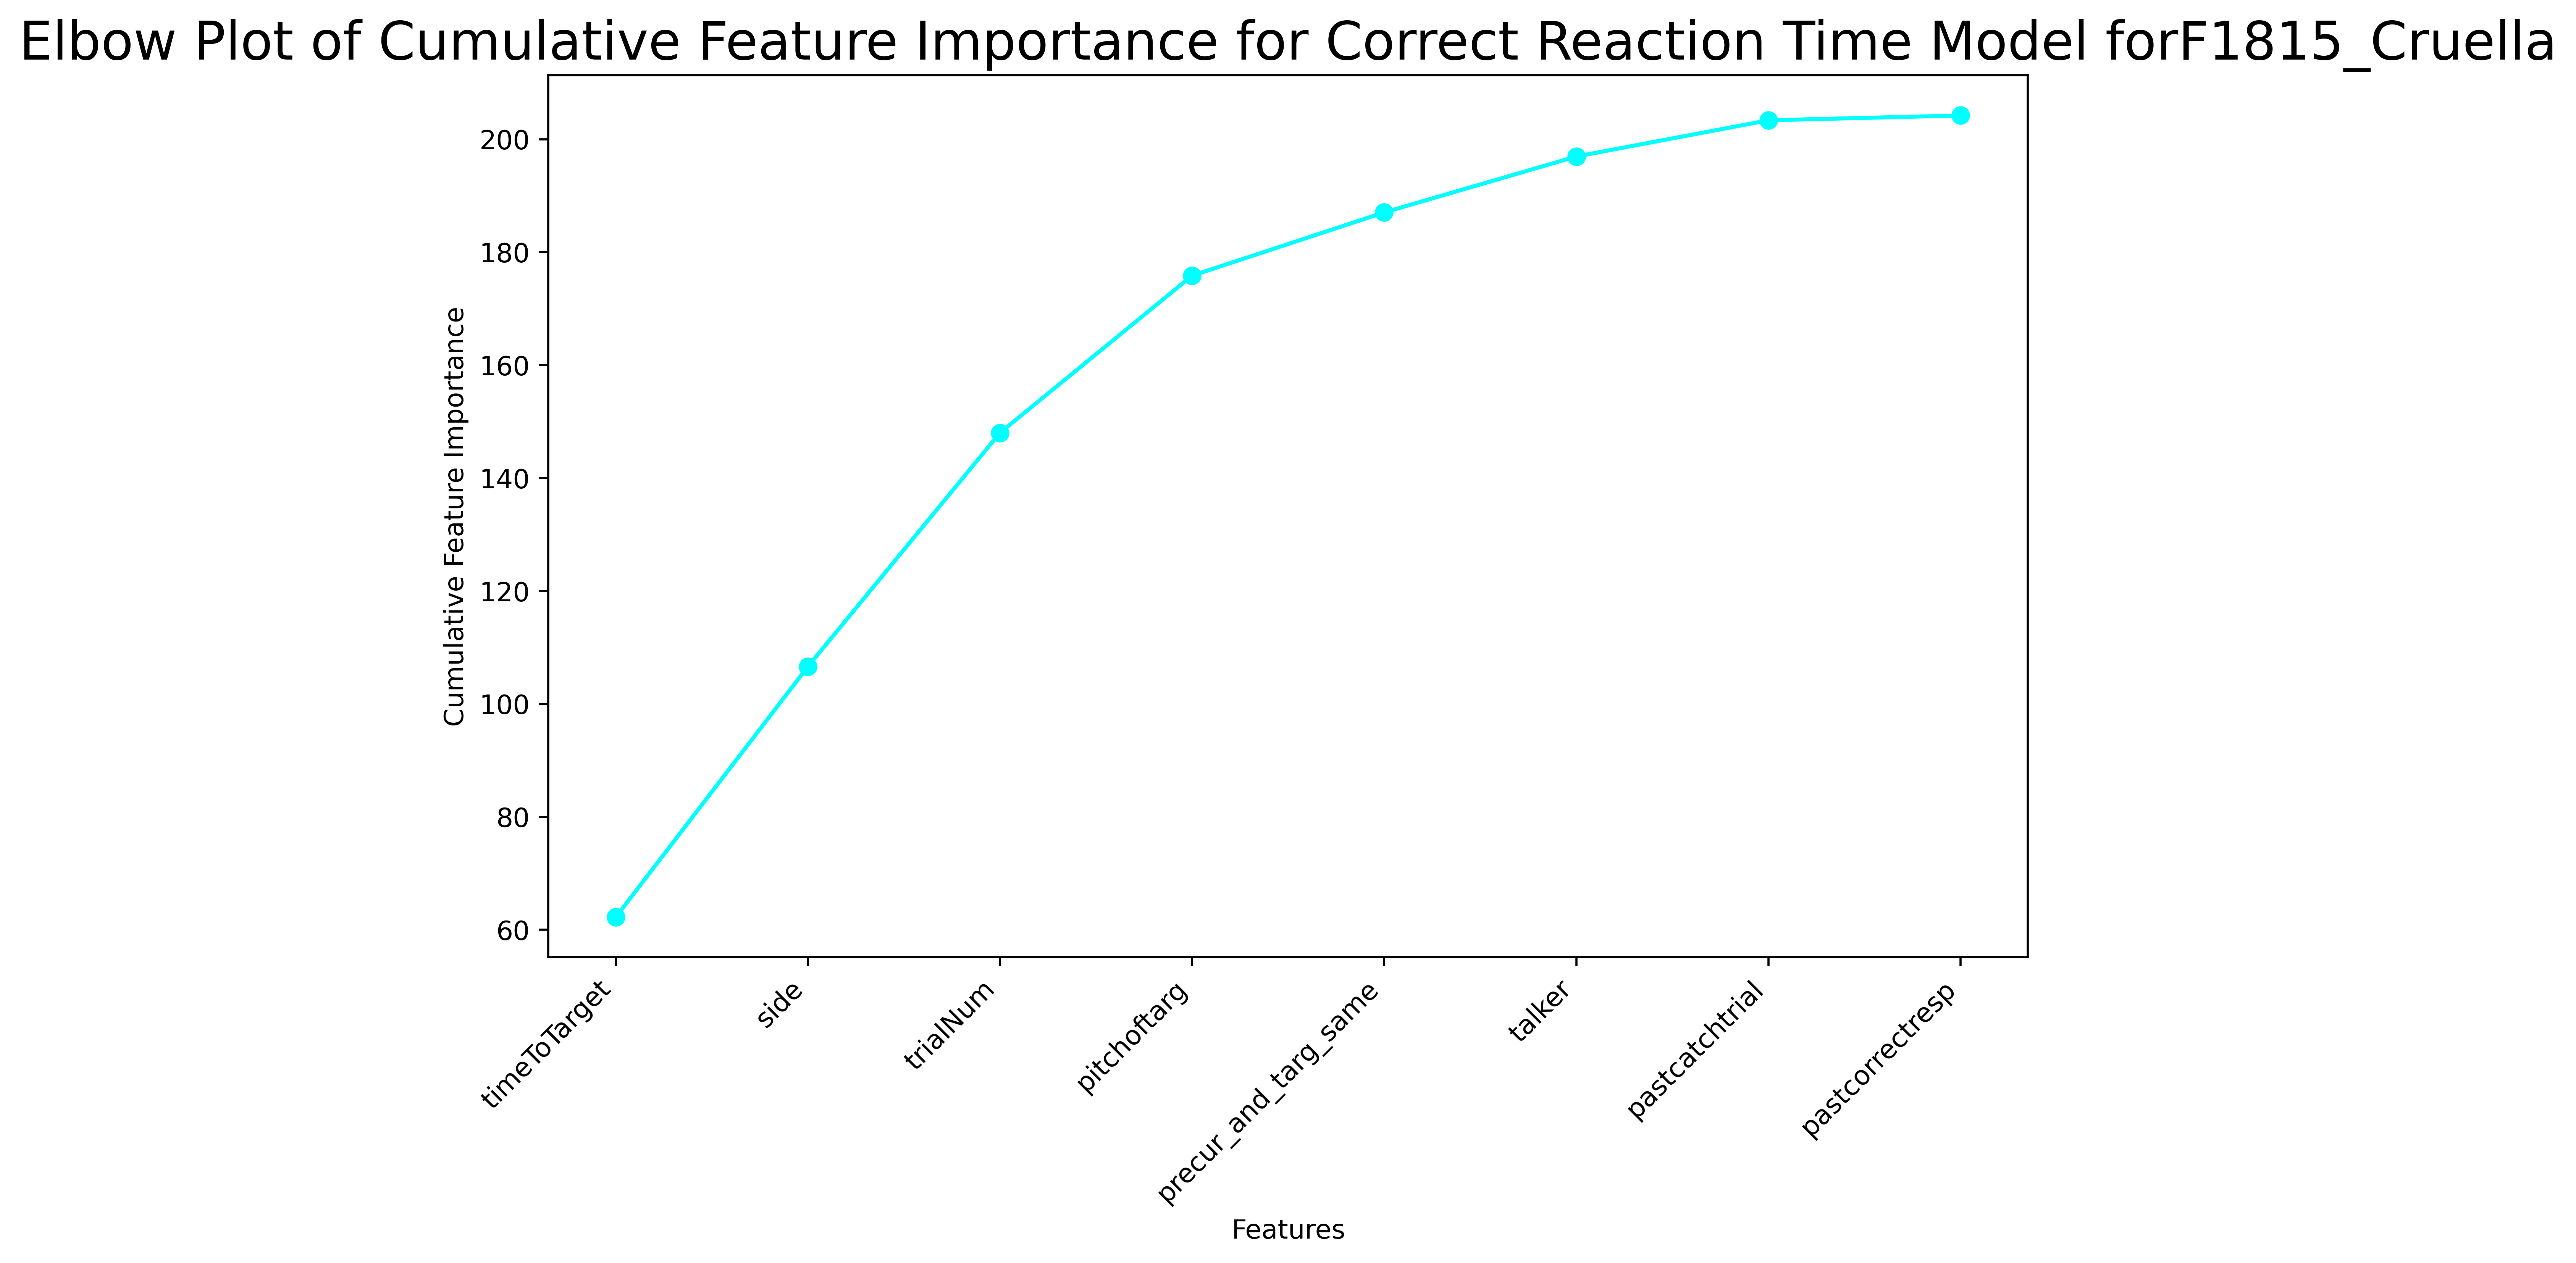 Elbow Plot of Cumulative Feature Importance for Correct Reaction Time Model forF1815_Cruella
Cumulative Feature Importance
200
180
160
140
120
100
80
60
timeToTarget
side
trialNum
pitchoftarg
precur_and_targ_same
talker
pastcatchtrial
pastcorrectresp
Features